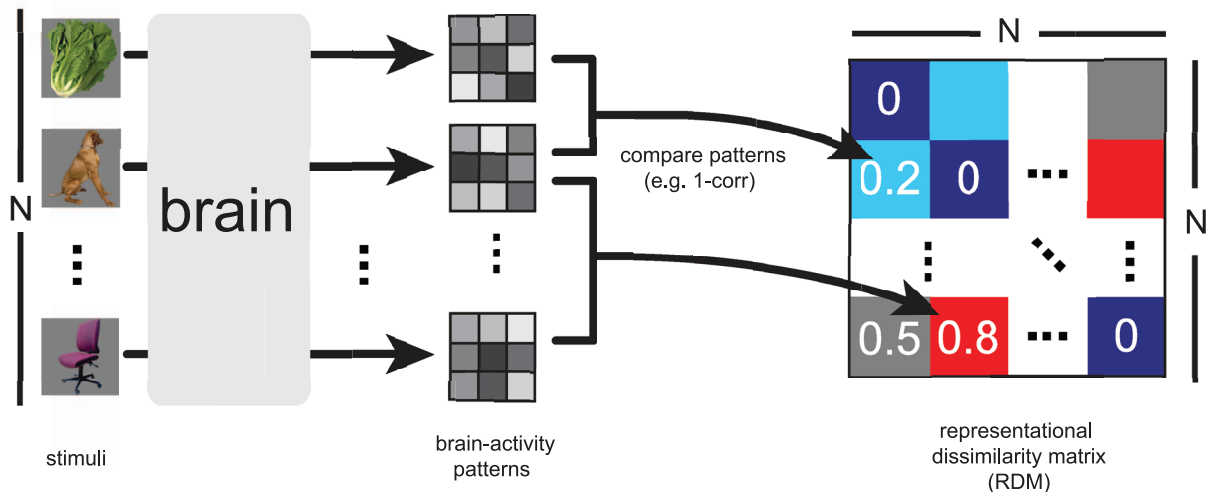 N
brain
stimuli
brain-activity
patterns
compare patterns
(e.g. 1-corr)
N
N
0
0.2 0 ...
0.5 0.8 ... 0
representational
dissimilarity matrix
(RDM)